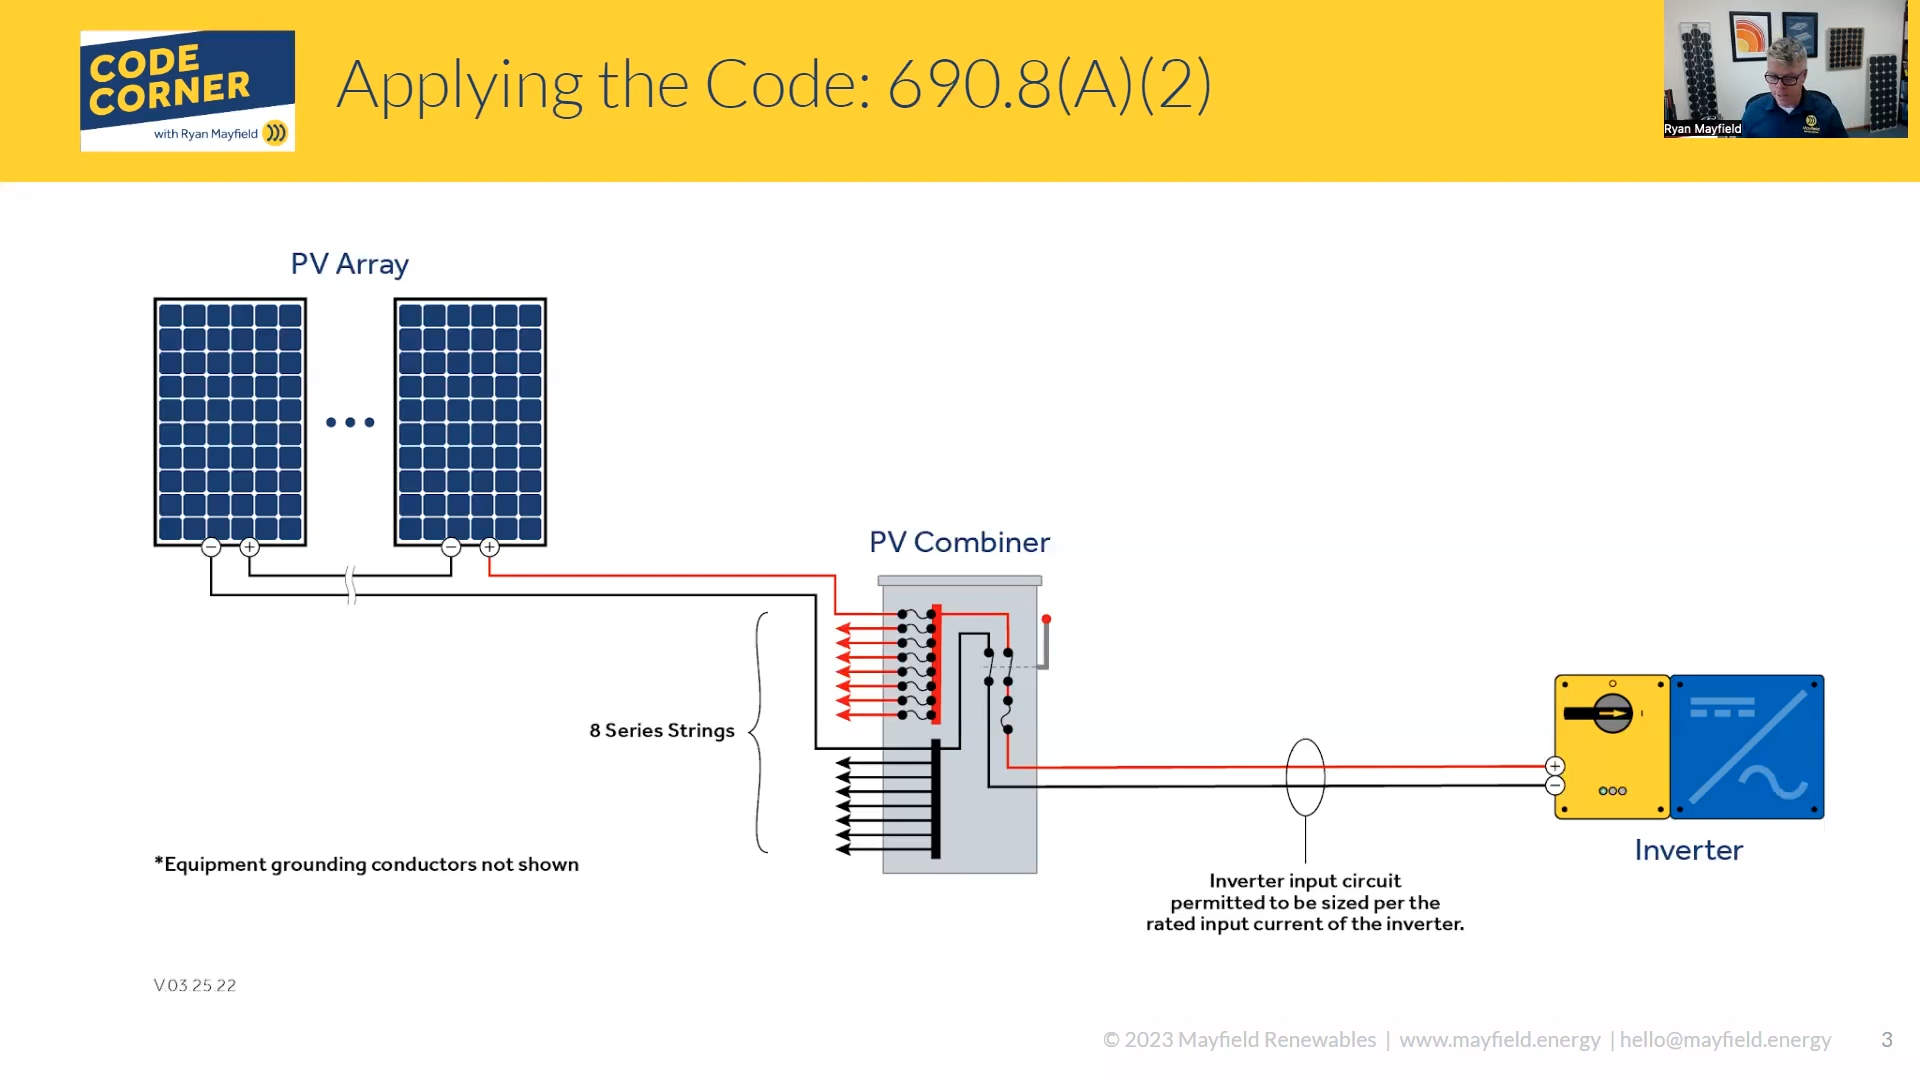 CODE
CORNER
with Ryan Mayfield
Applying the Code: 690.8(A)(2)
Ryan Mayfield
PV Array
PV Combiner
8 Series Strings
*Equipment grounding conductors not shown
Inverter
Inverter input circuit
permitted to be sized per the
rated input current of the inverter.
V.03.25.22
© 2023 Mayfield Renewables | www.mayfield.energy | hello@mayfield.energy 3